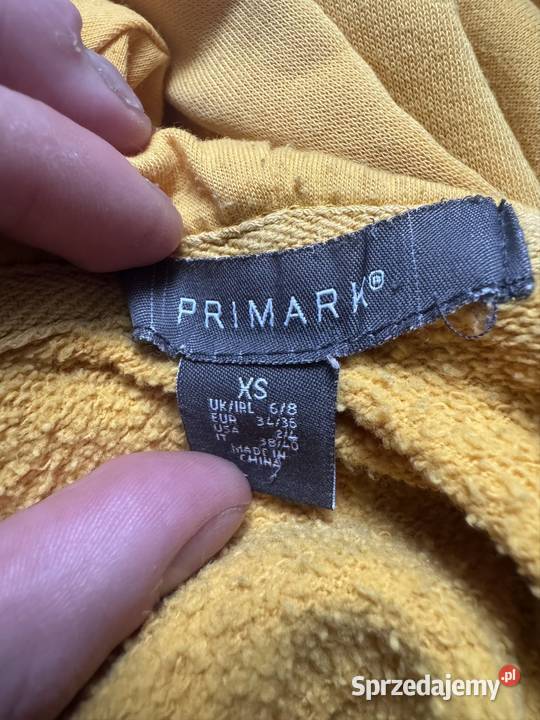 PRIMARK®
XS
UK/IRL 6/8
EUR 34/36
USA 2/4
IT 38/40
MADE IN
CHINA
Sprzedajemy.pl